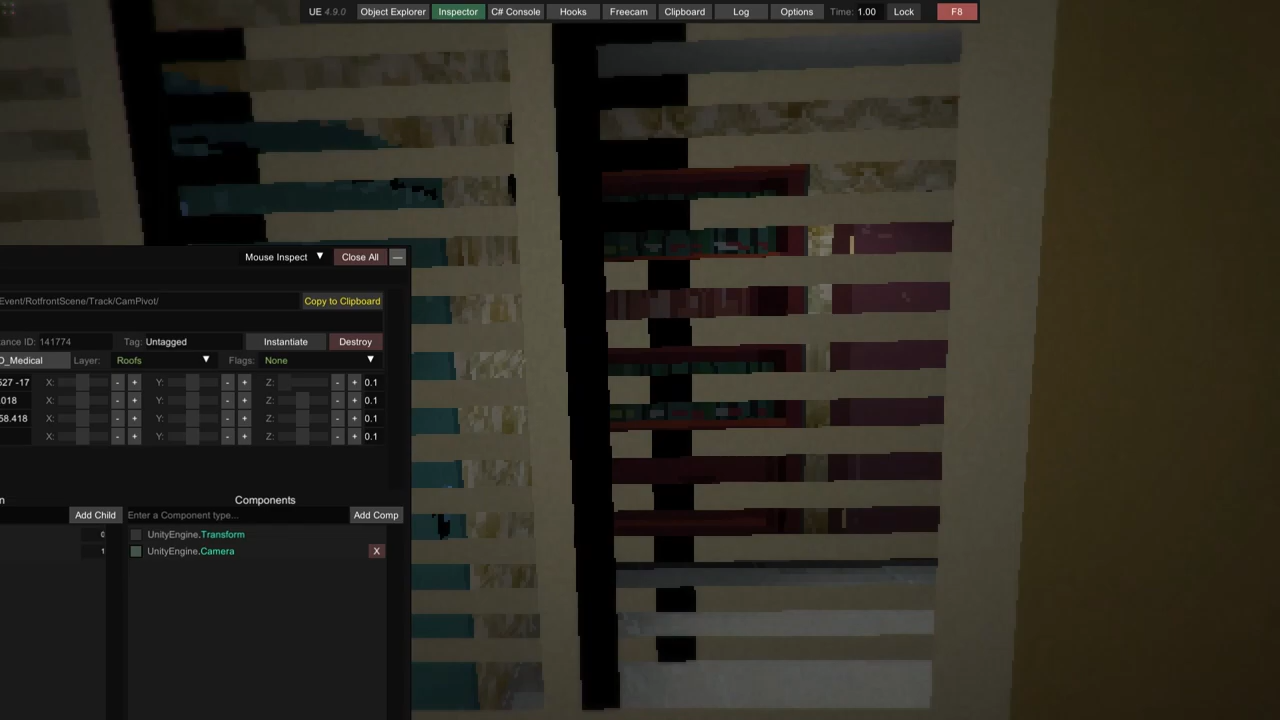 UE 4.9.0 Object Explorer Inspector C# Console Hooks Freecam Clipboard Log Options Time: 1.00 Lock F8
Mouse Inspect ▼ Close All —
Event/RotfrontScene/Track/CamPivot/ Copy to Clipboard
ance ID: 141774 Tag: Untagged Instantiate Destroy
D_Medical Layer: Roofs ▼ Flags: None ▼
527 -17 X: - + Y: - + Z: - + 0.1
.018 X: - + Y: - + Z: - + 0.1
58.418 X: - + Y: - + Z: - + 0.1
X: - + Y: - + Z: - + 0.1
n Components
Add Child Enter a Component type... Add Comp
0 UnityEngine.Transform
1 UnityEngine.Camera X